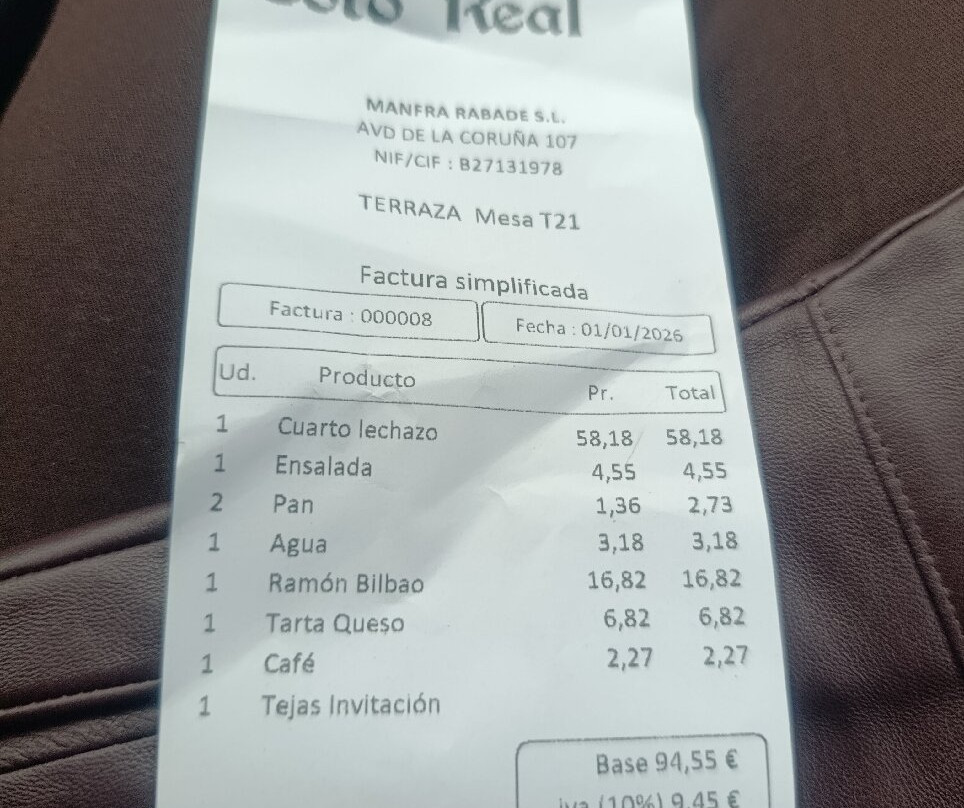 Real
MANFRA RABADE S.L.
AVD DE LA CORUÑA 107
NIF/CIF : B27131978
TERRAZA Mesa T21
Factura simplificada
Factura : 000008 Fecha : 01/01/2026
Ud. Producto Pr. Total
1 Cuarto lechazo 58,18 58,18
1 Ensalada 4,55 4,55
2 Pan 1,36 2,73
1 Agua 3,18 3,18
1 Ramón Bilbao 16,82 16,82
1 Tarta Queso 6,82 6,82
1 Café 2,27 2,27
1 Tejas Invitación
Base 94,55 €
iva (10%) 9,45 €